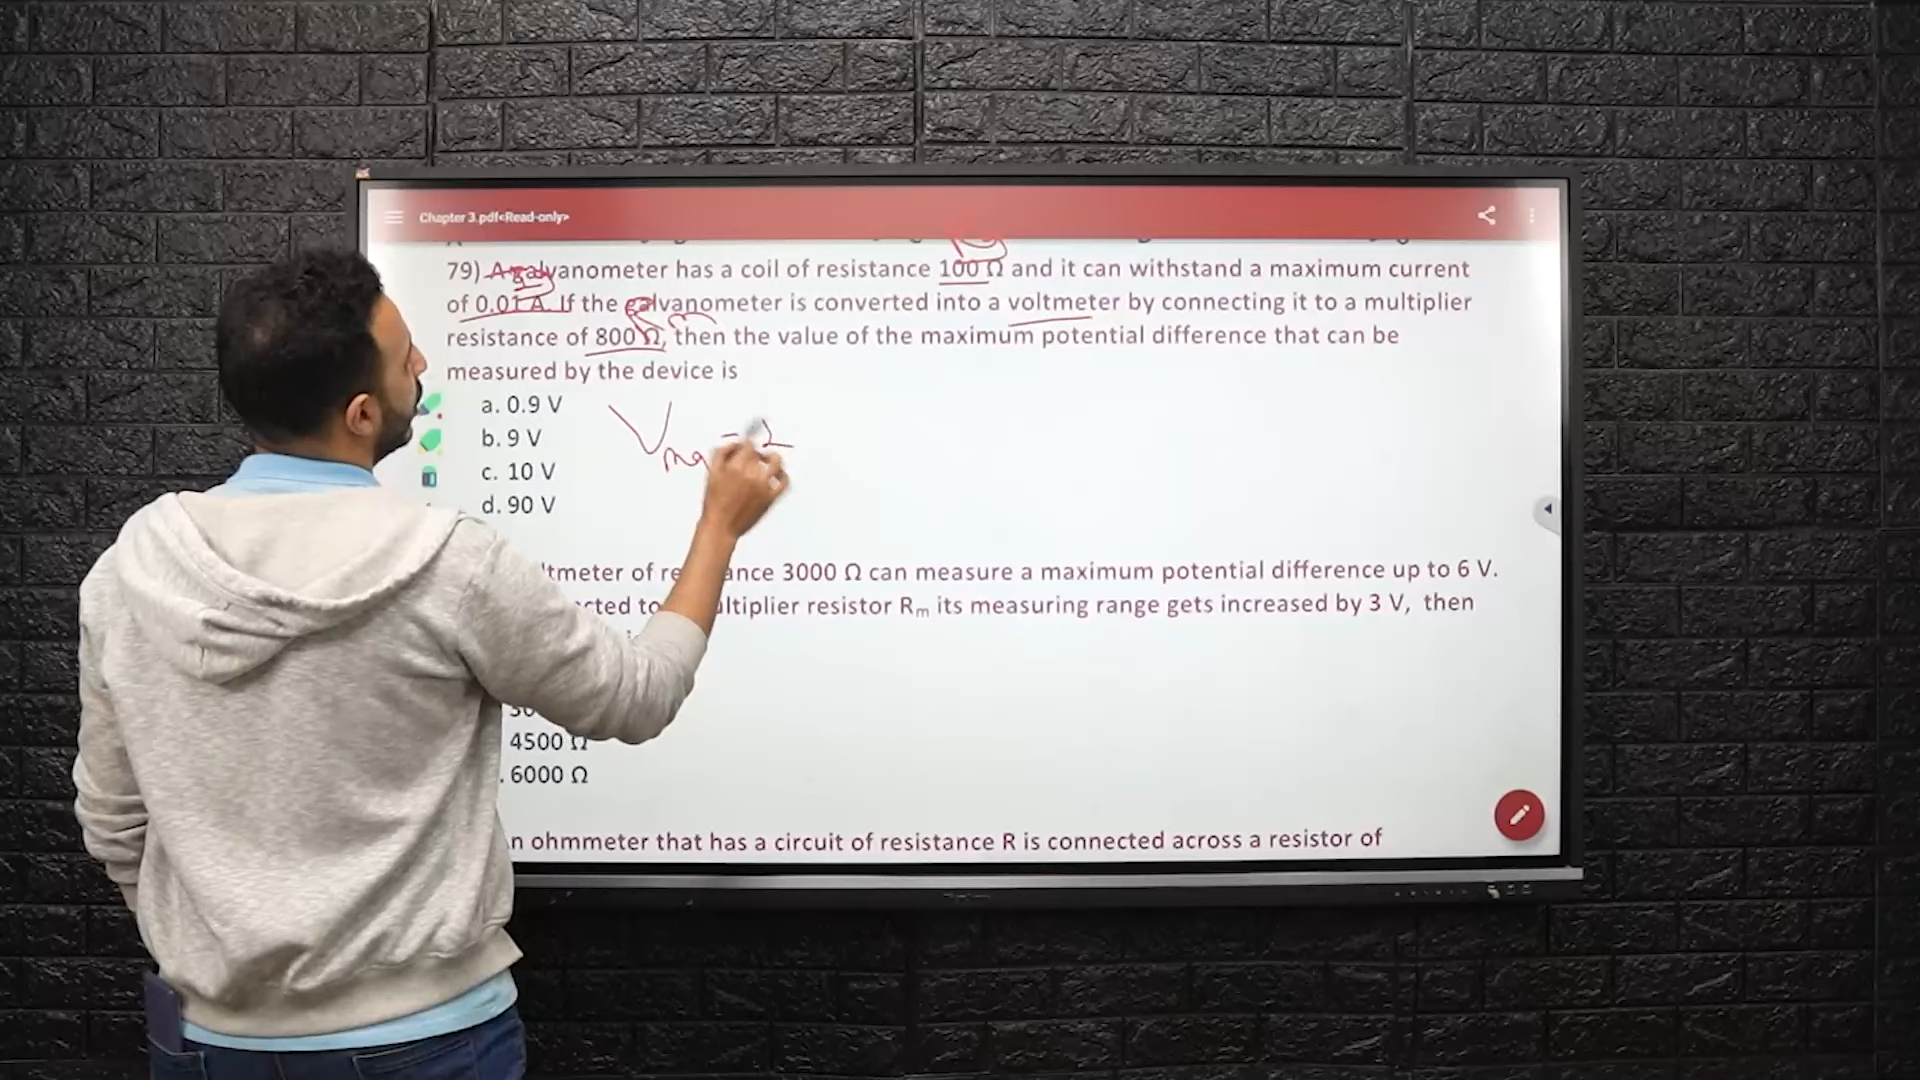 Chapter 3.pdf<Read-only>
79) A galvanometer has a coil of resistance 100 Ω and it can withstand a maximum current
of 0.01 A. If the galvanometer is converted into a voltmeter by connecting it to a multiplier
resistance of 800 Ω, then the value of the maximum potential difference that can be
measured by the device is
a. 0.9 V
b. 9 V
c. 10 V
d. 90 V
V
ltmeter of re ance 3000 Ω can measure a maximum potential difference up to 6 V.
cted to ultiplier resistor Rm its measuring range gets increased by 3 V, then
4500 Ω
. 6000 Ω
n ohmmeter that has a circuit of resistance R is connected across a resistor of